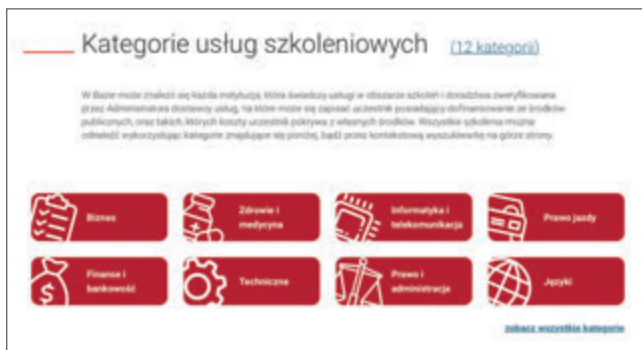 Kategorie usług szkoleniowych (12 kategorii)
W Bazie może znaleźć się każda instytucja, która świadczy usługi w obszarze szkoleń i doradztwa zweryfikowana
przez Administratora dostawcy usług, na które może się zapisać uczestnik posiadający dofinansowanie ze środków
publicznych, oraz takich, których koszty uczestnik pokrywa z własnych środków. Wszystkie szkolenia można
odnaleźć wykorzystując kategorie znajdujące się poniżej, bądź przez kontekstową wyszukiwarkę na górze strony.
Biznes
Zdrowie i
medycyna
Informatyka i
telekomunikacja
Prawo jazdy
Finanse i
bankowość
Techniczne
Prawo i
administracja
Języki
zobacz wszystkie kategorie